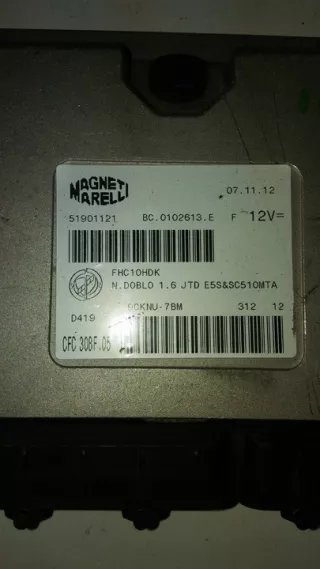 MAGNETI MARELLI
07.11.12
51901121 BC.0102613.E F 12V=
FHC10HDK
N.DOBLO 1.6 JTD E5S&SC510MTA
BCKNU-7BM 312 12
D419
CFC 308F.05